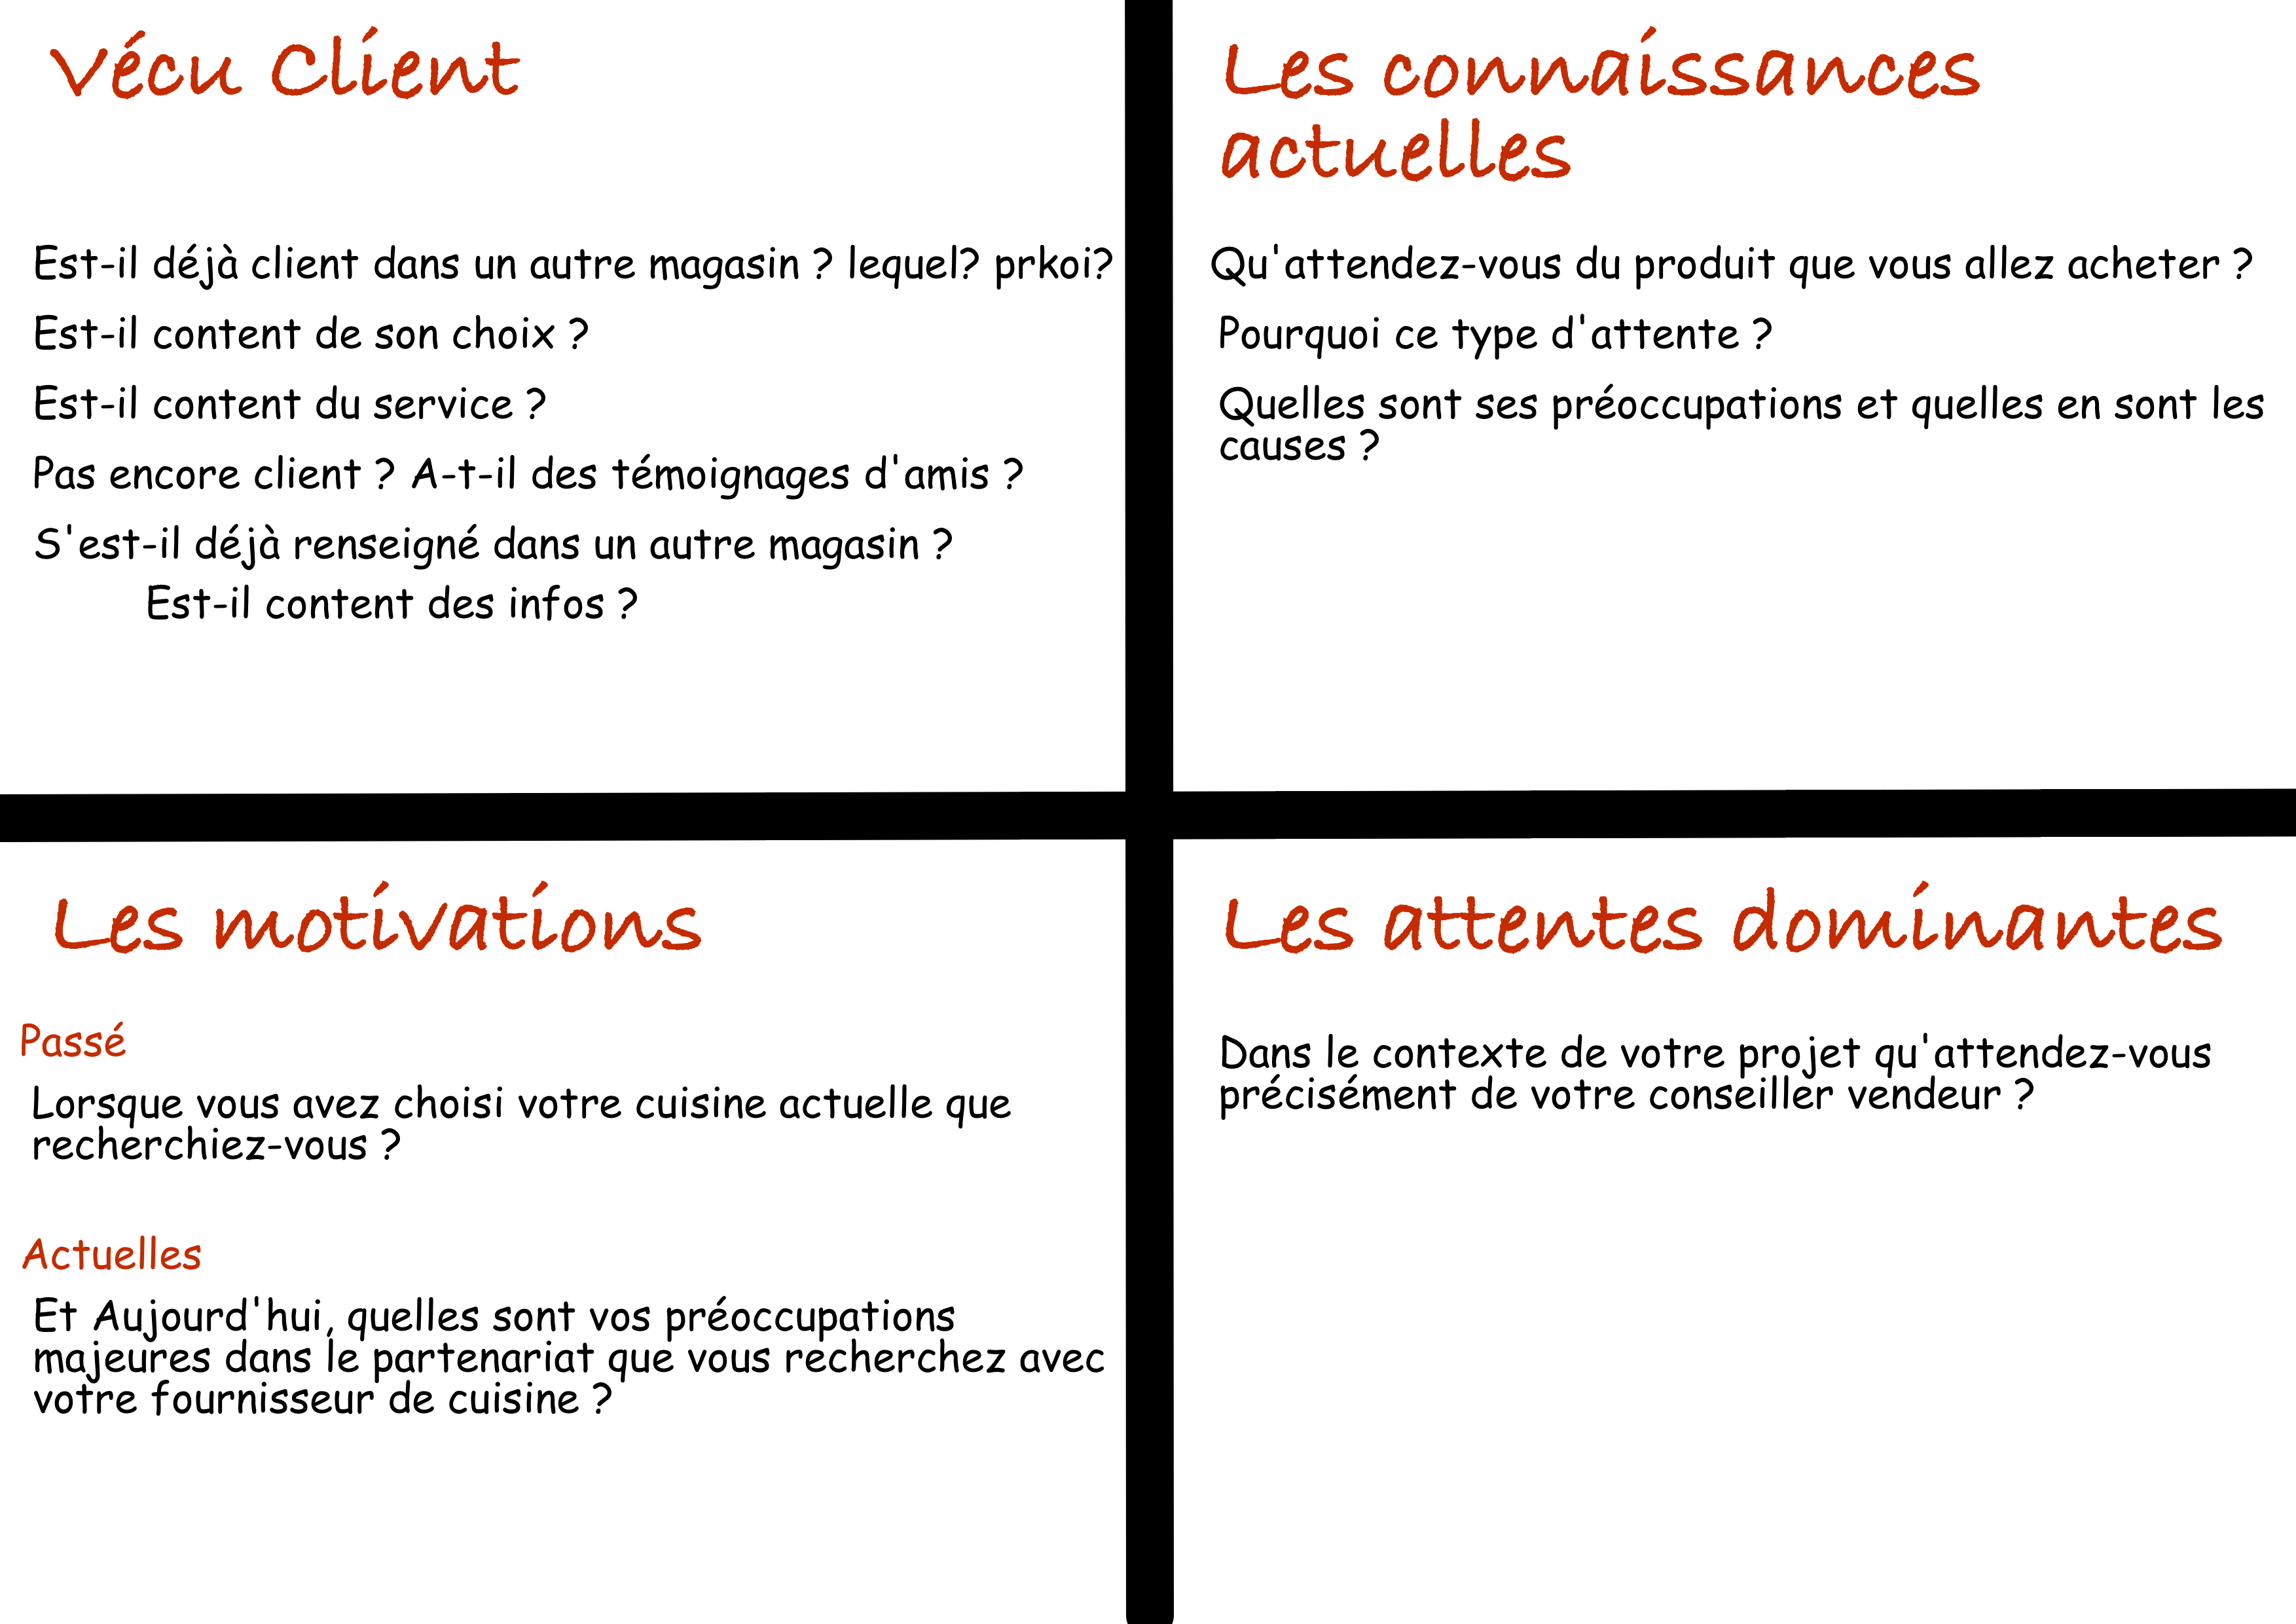 Vécu Client
Est-il déjà client dans un autre magasin ? lequel? prkoi?
Est-il content de son choix ?
Est-il content du service ?
Pas encore client ? A-t-il des témoignages d'amis ?
S'est-il déjà renseigné dans un autre magasin ?
Est-il content des infos ?
Les connaissances
actuelles
Qu'attendez-vous du produit que vous allez acheter ?
Pourquoi ce type d'attente ?
Quelles sont ses préoccupations et quelles en sont les
causes ?
Les motivations
Passé
Lorsque vous avez choisi votre cuisine actuelle que
recherchiez-vous ?
Actuelles
Et Aujourd'hui, quelles sont vos préoccupations
majeures dans le partenariat que vous recherchez avec
votre fournisseur de cuisine ?
Les attentes dominantes
Dans le contexte de votre projet qu'attendez-vous
précisément de votre conseiller vendeur ?